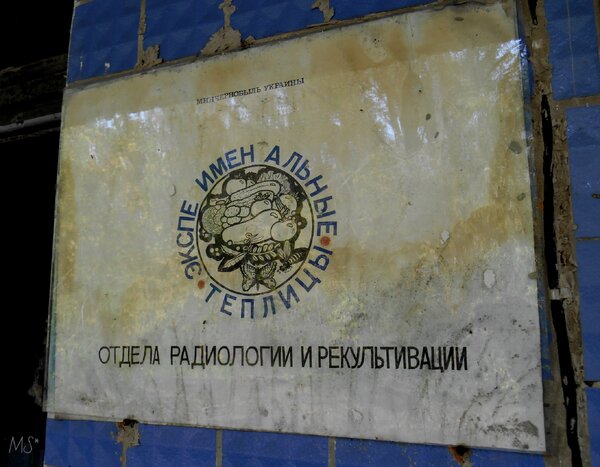 МИНЧЕРНОБЫЛЬ УКРАИНЫ
ЭКСПЕ ИМЕН АЛЬНЫЕ
ТЕПЛИЦЫ
ОТДЕЛА РАДИОЛОГИИ И РЕКУЛЬТИВАЦИИ
MS*